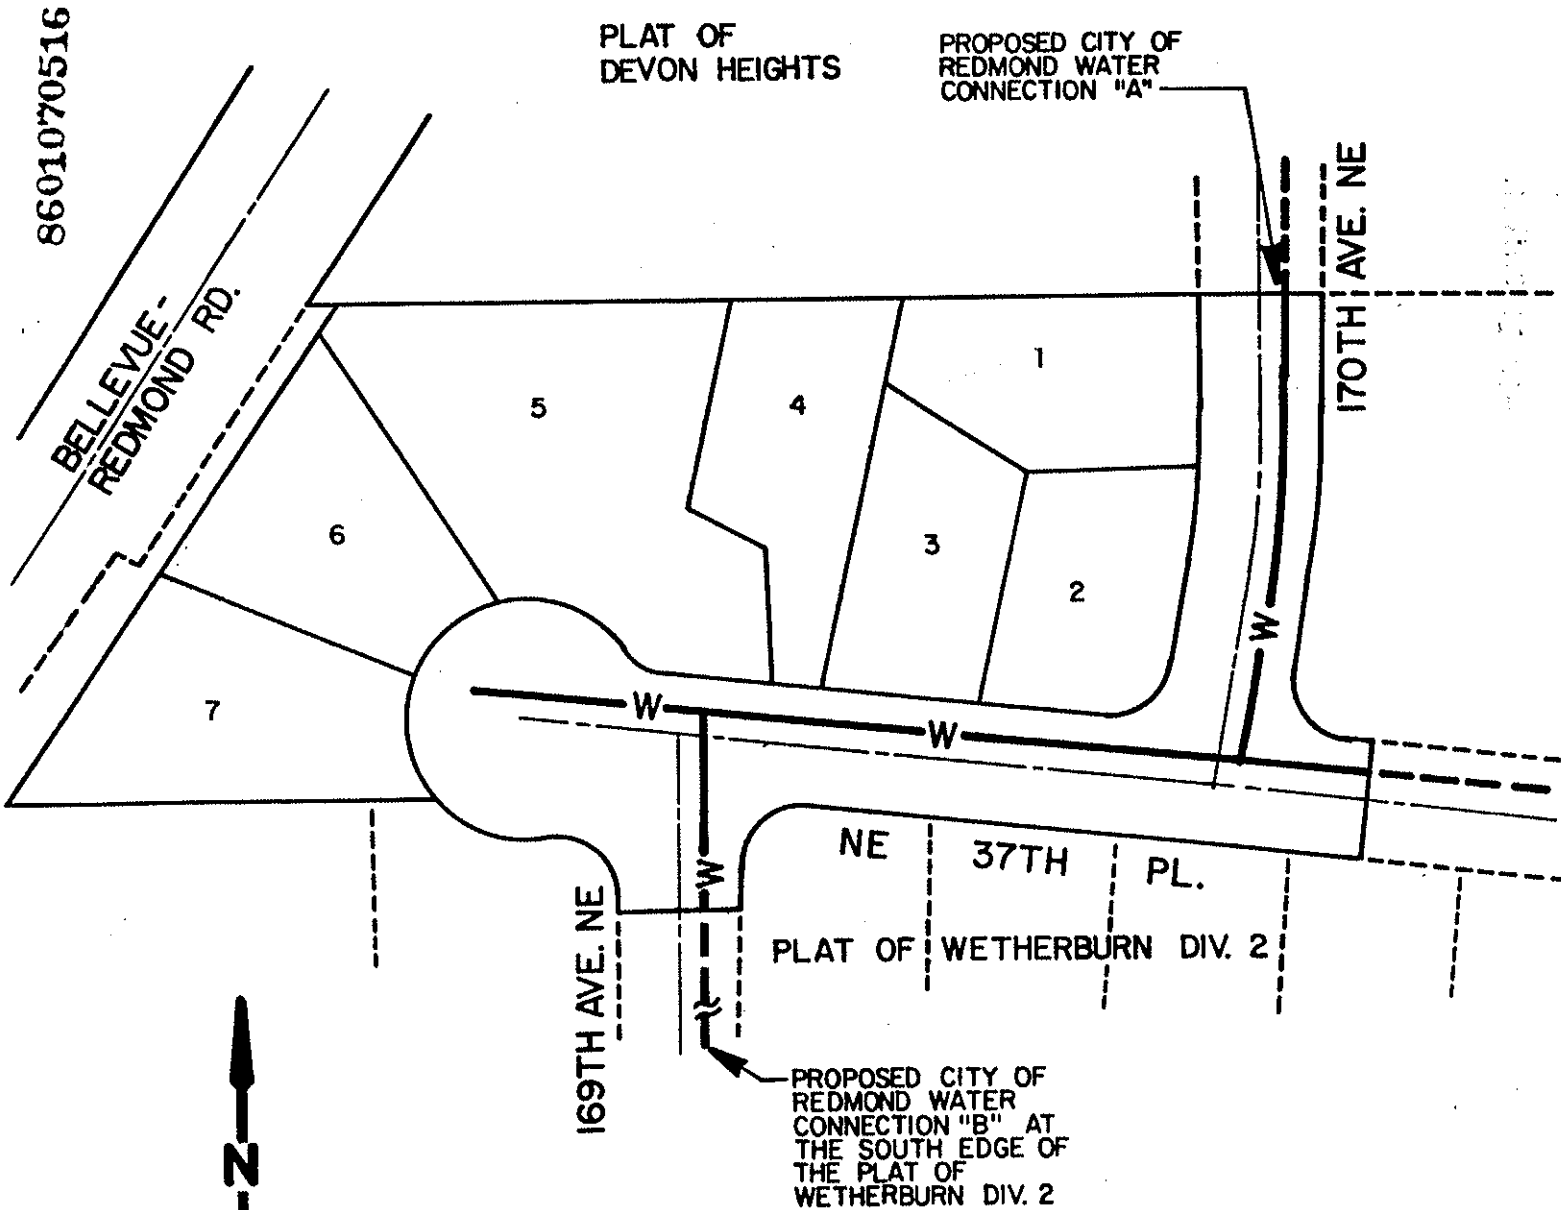 8601070516
PLAT OF
DEVON HEIGHTS
PROPOSED CITY OF
REDMOND WATER
CONNECTION "A"
170TH AVE. NE
BELLEVUE -
REDMOND RD.
1
5
4
6
3
2
7
W
W
W
W
NE 37TH PL.
169TH AVE. NE
PLAT OF WETHERBURN DIV. 2
N
PROPOSED CITY OF
REDMOND WATER
CONNECTION "B" AT
THE SOUTH EDGE OF
THE PLAT OF
WETHERBURN DIV. 2